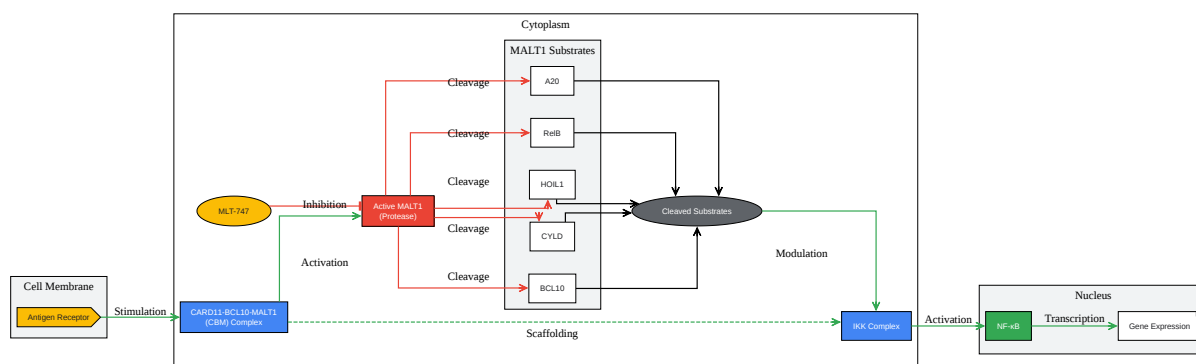 Cytoplasm
MALT1 Substrates
Cleavage
A20
Cleavage
RelB
Cleavage
HOIL1
MLT-747
Inhibition
Active MALT1
(Protease)
Cleaved Substrates
Cleavage
CYLD
Modulation
Activation
Cleavage
BCL10
Cell Membrane
Antigen Receptor
Stimulation
CARD11-BCL10-MALT1
(CBM) Complex
Scaffolding
IKK Complex
Activation
Nucleus
NF-κB
Transcription
Gene Expression